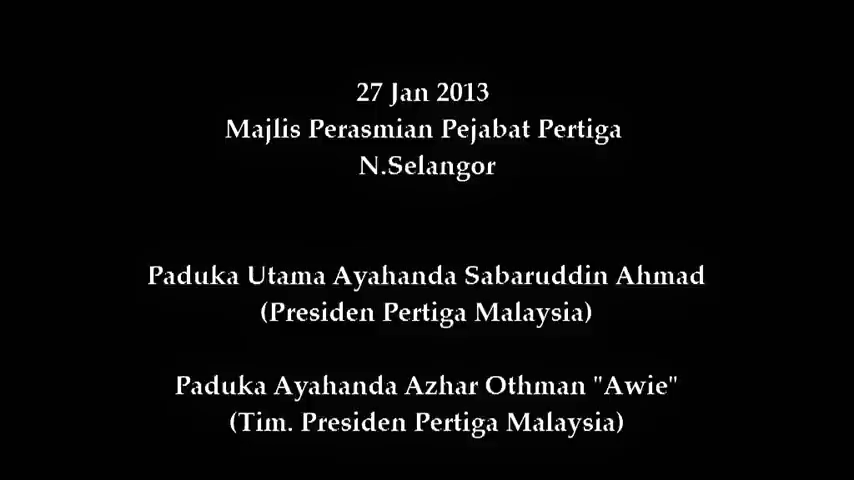 27 Jan 2013
Majlis Perasmian Pejabat Pertiga
N.Selangor
Paduka Utama Ayahanda Sabaruddin Ahmad
(Presiden Pertiga Malaysia)
Paduka Ayahanda Azhar Othman "Awie"
(Tim. Presiden Pertiga Malaysia)